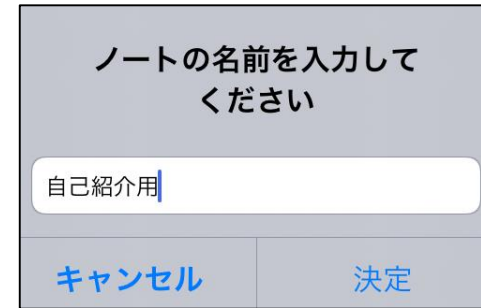 ノートの名前を入力して
ください
自己紹介用
キャンセル
決定